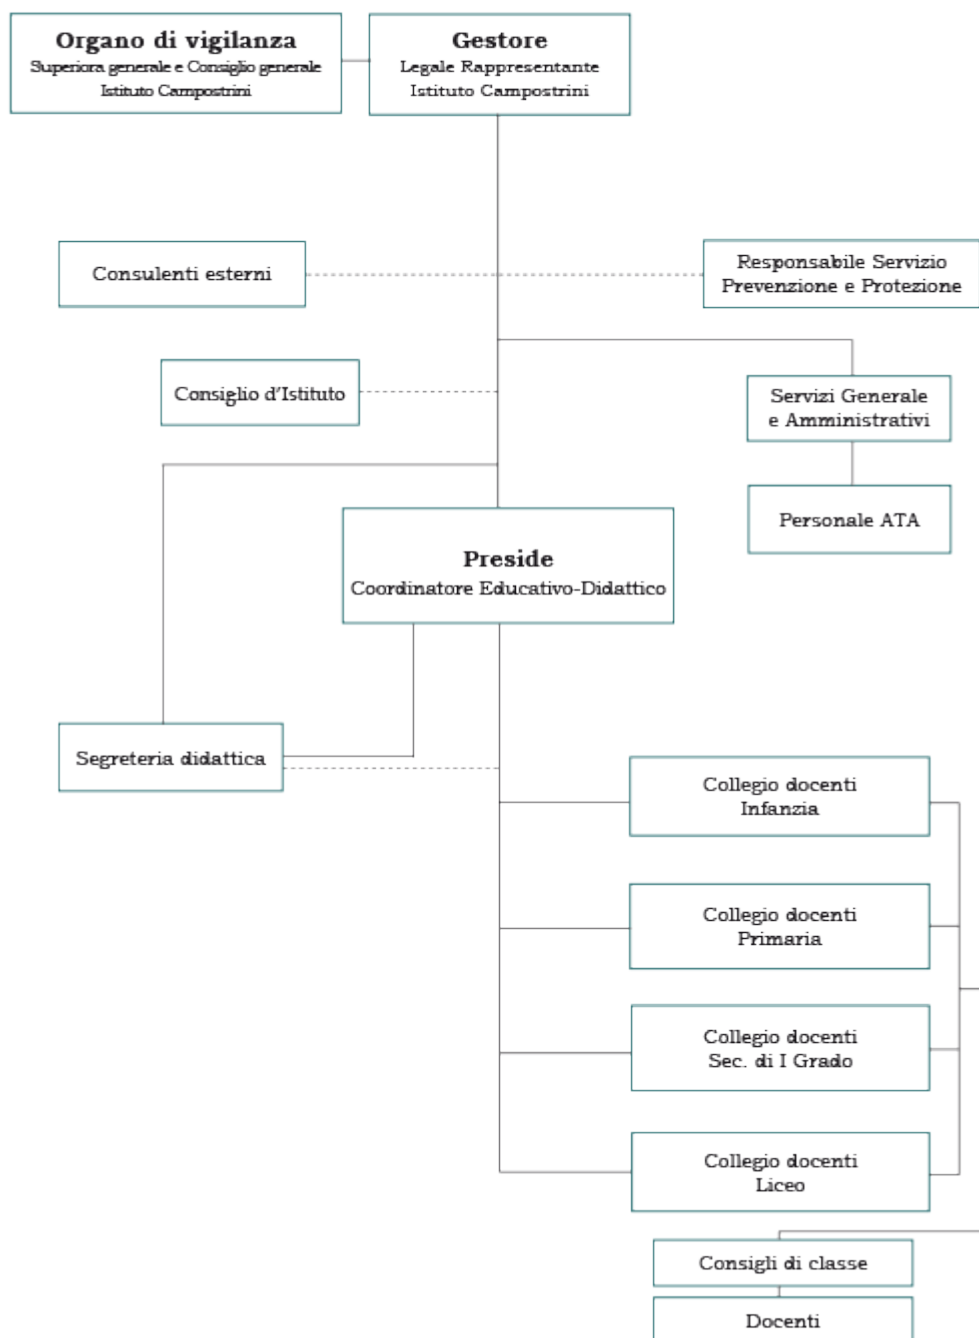 Organo di vigilanza
Superiora generale e Consiglio generale
Istituto Campostrini
Gestore
Legale Rappresentante
Istituto Campostrini
Consulenti esterni
Responsabile Servizio
Prevenzione e Protezione
Consiglio d'Istituto
Servizi Generale
e Amministrativi
Personale ATA
Preside
Coordinatore Educativo-Didattico
Segreteria didattica
Collegio docenti
Infanzia
Collegio docenti
Primaria
Collegio docenti
Sec. di I Grado
Collegio docenti
Liceo
Consigli di classe
Docenti